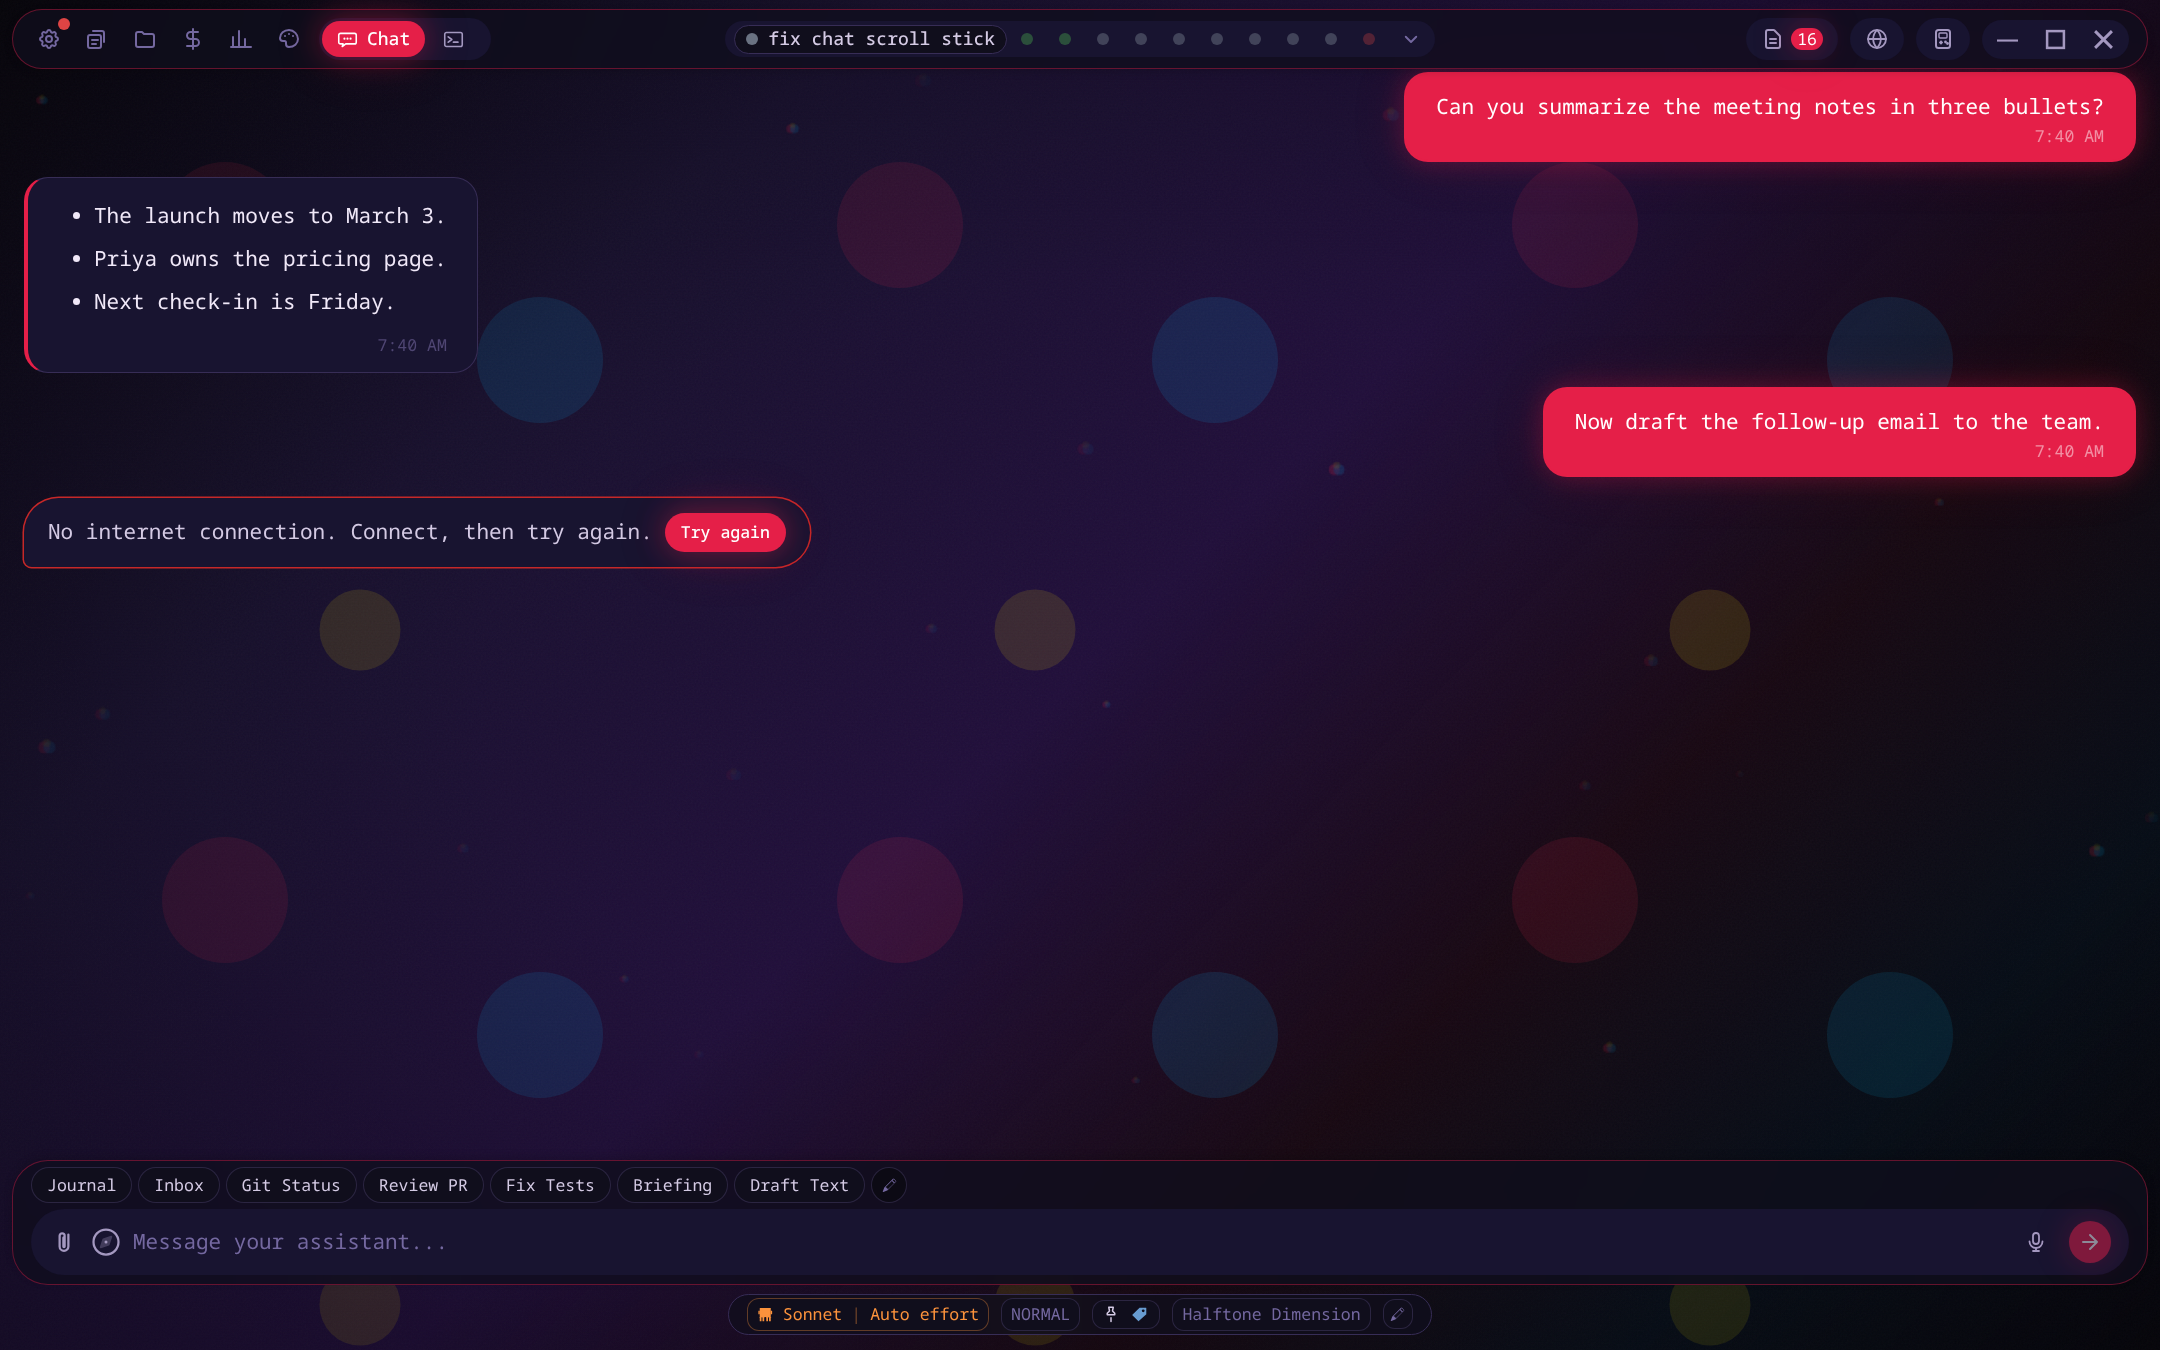 Chat
fix chat scroll stick
16
Can you summarize the meeting notes in three bullets?
7:40 AM
• The launch moves to March 3.
• Priya owns the pricing page.
• Next check-in is Friday.
7:40 AM
Now draft the follow-up email to the team.
7:40 AM
No internet connection. Connect, then try again. Try again
Journal Inbox Git Status Review PR Fix Tests Briefing Draft Text
Message your assistant...
Sonnet | Auto effort NORMAL Halftone Dimension